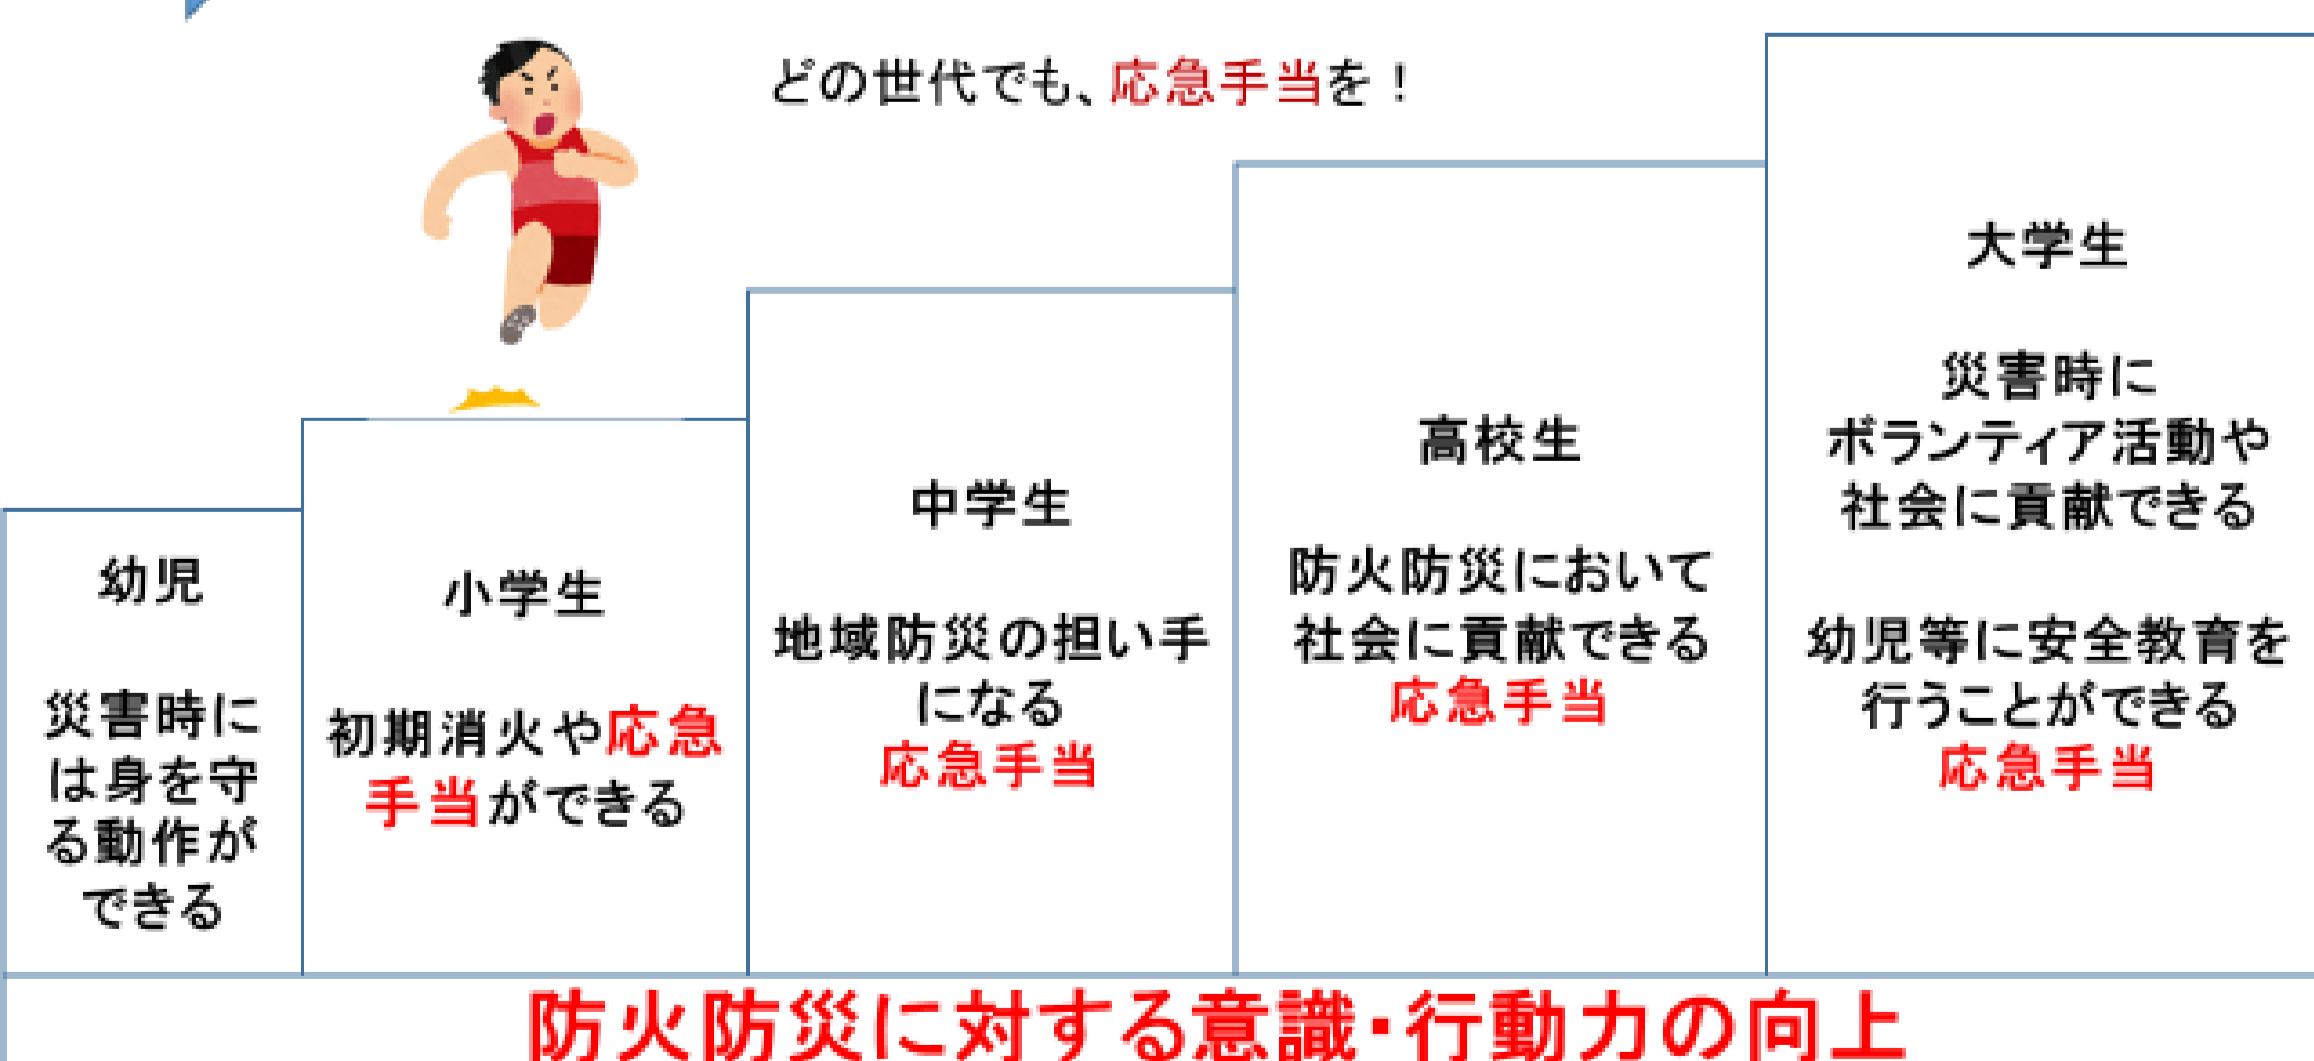 どの世代でも、応急手当を！
幼児
災害時に
は身を守
る動作が
できる
小学生
初期消火や応急
手当ができる
中学生
地域防災の担い手
になる
応急手当
高校生
防火防災において
社会に貢献できる
応急手当
大学生
災害時に
ボランティア活動や
社会に貢献できる
幼児等に安全教育を
行うことができる
応急手当
防火防災に対する意識・行動力の向上